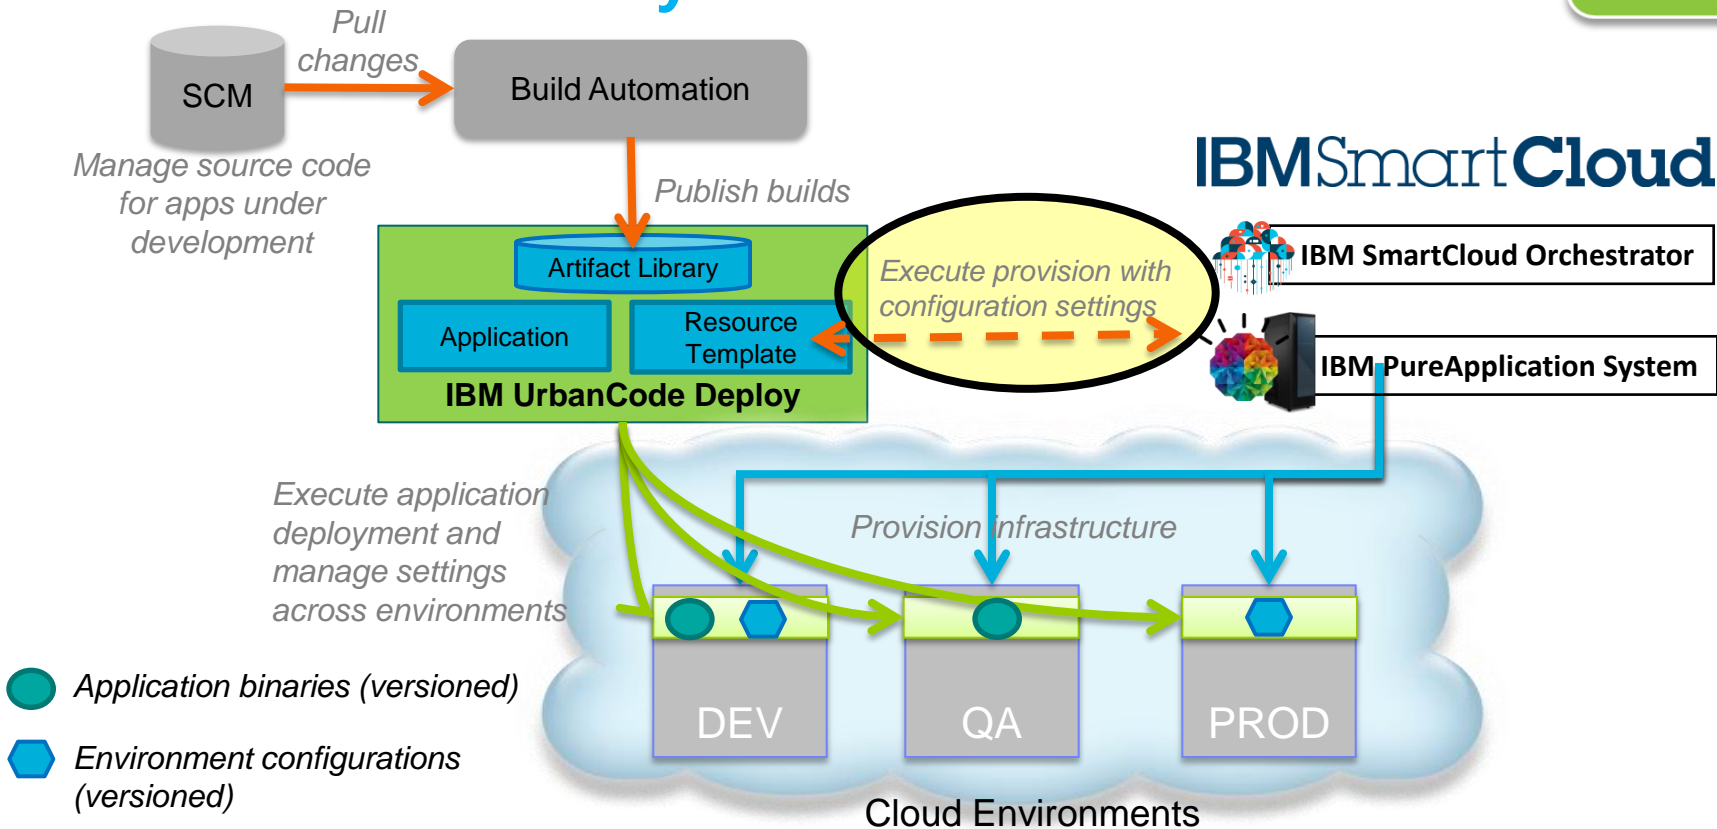 Pull
changes
SCM
Build Automation
Manage source code
for apps under
development
Publish builds
IBMSmartCloud
Artifact Library
Application
Resource
Template
IBM UrbanCode Deploy
Execute provision with
configuration settings
IBM SmartCloud Orchestrator
IBM PureApplication System
Execute application
deployment and
manage settings
across environments
Provision infrastructure
DEV
QA
PROD
Application binaries (versioned)
Environment configurations
(versioned)
Cloud Environments